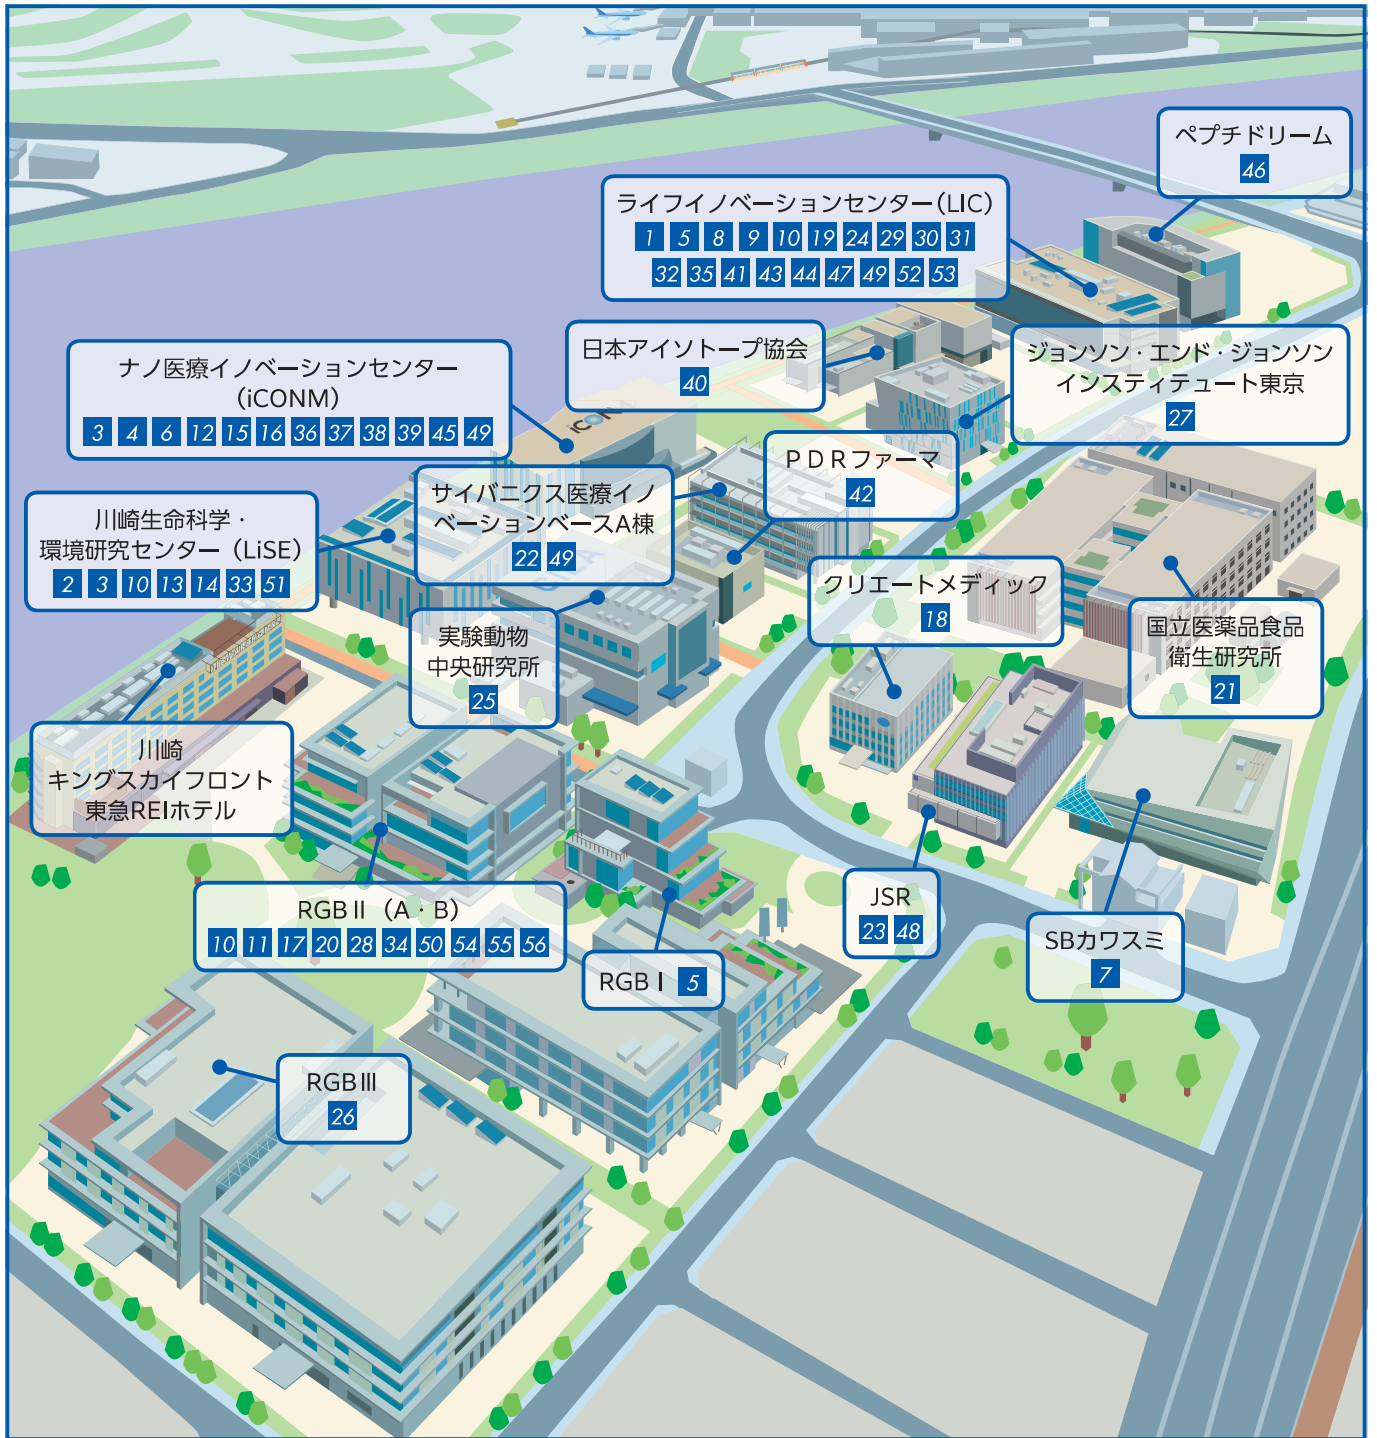 ペプチドリーム
46
ライフイノベーションセンター(LIC)
1 5 8 9 10 19 24 29 30 31
32 35 41 43 44 47 49 52 53
日本アイソトープ協会
40
ジョンソン・エンド・ジョンソン
インスティテュート東京
27
ナノ医療イノベーションセンター
(iCONM)
3 4 6 12 15 16 36 37 38 39 45 49
iCONM
PDRファーマ
42
サイバニクス医療イノ
ベーションベースA棟
22 49
川崎生命科学・
環境研究センター(LiSE)
2 3 10 13 14 33 51
クリエートメディック
18
国立医薬品食品
衛生研究所
21
実験動物
中央研究所
25
川崎
キングスカイフロント
東急REIホテル
RGBⅡ(A・B)
10 11 17 20 28 34 50 54 55 56
JSR
23 48
SBカワスミ
7
RGBⅠ 5
RGBⅢ
26